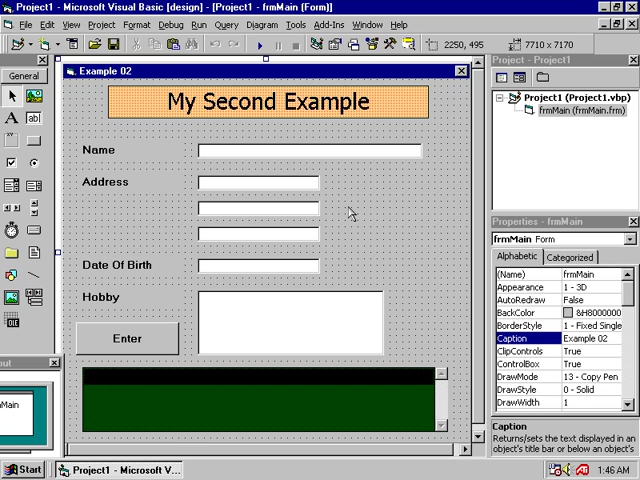 Project1 - Microsoft Visual Basic [design] - [frmMain (Form)]
File Edit View Project Format Debug Run Query Diagram Tools Add-Ins Window Help
2250, 495
7710 x 7170
General
A
ab|
xy
OLE
Example 02
My Second Example
Name
Address
Date Of Birth
Hobby
Enter
Project - Project1
Project1 (Project1.vbp)
frmMain (frmMain.frm)
Properties - frmMain
frmMain Form
Alphabetic Categorized
(Name) frmMain
Appearance 1 - 3D
AutoRedraw False
BackColor &H8000000
BorderStyle 1 - Fixed Single
Caption Example 02
ClipControls True
ControlBox True
DrawMode 13 - Copy Pen
DrawStyle 0 - Solid
DrawWidth 1
Caption
Returns/sets the text displayed in an
object's title bar or below an object's
Start
Project1 - Microsoft V...
1:46 AM